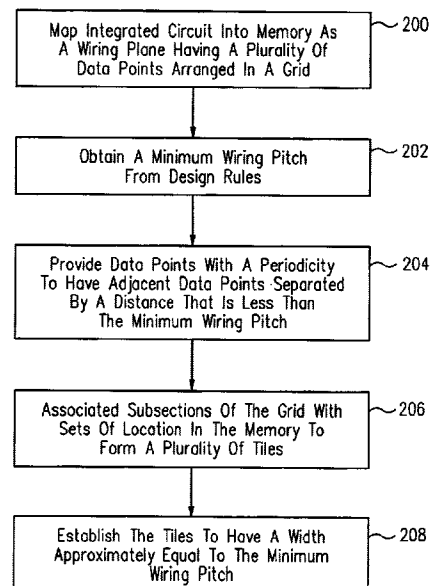 Map Integrated Circuit Into Memory As
A Wiring Plane Having A Plurality Of
Data Points Arranged In A Grid
200
Obtain A Minimum Wiring Pitch
From Design Rules
202
Provide Data Points With A Periodicity
To Have Adjacent Data Points Separated
By A Distance That Is Less Than
The Minimum Wiring Pitch
204
Associated Subsections Of The Grid With
Sets Of Location In The Memory To
Form A Plurality Of Tiles
206
Establish The Tiles To Have A Width
Approximately Equal To The Minimum
Wiring Pitch
208